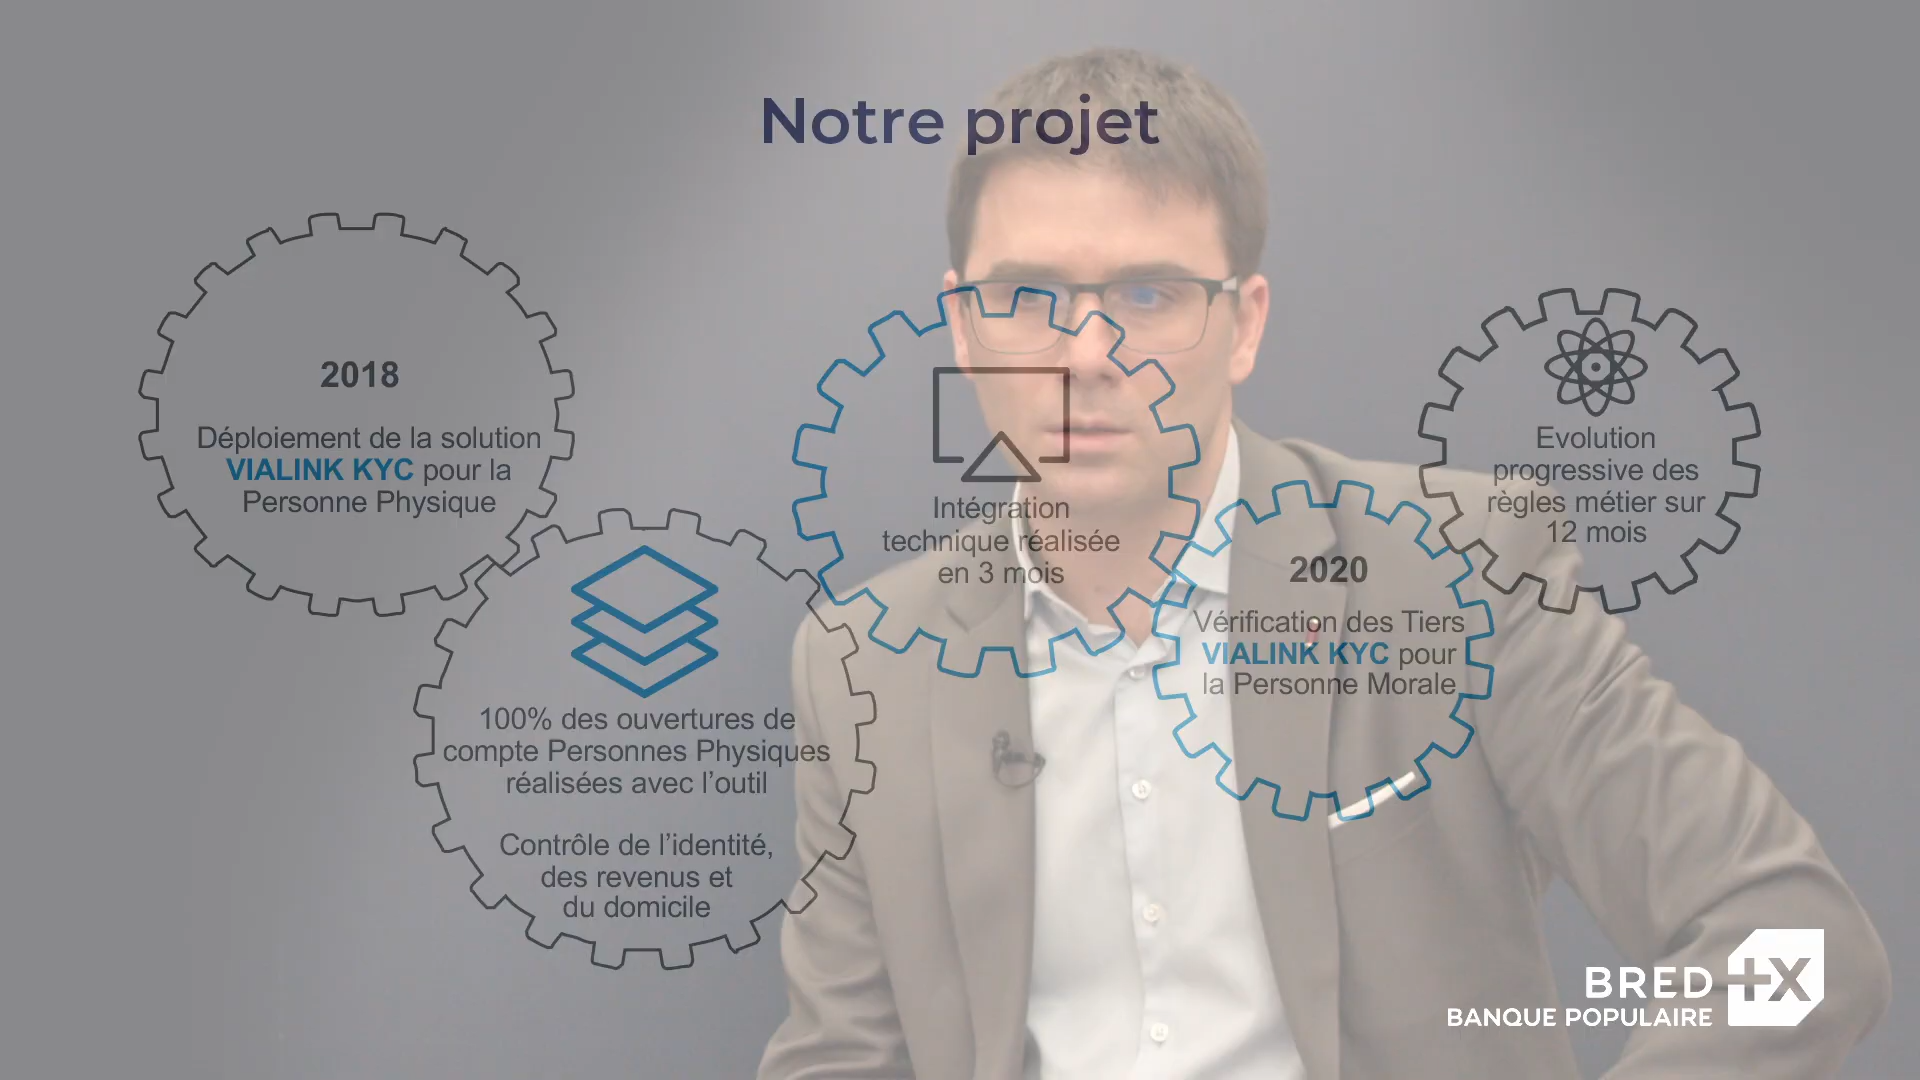 Notre projet
2018
Déploiement de la solution
VIALINK KYC pour la
Personne Physique
100% des ouvertures de
compte Personnes Physiques
réalisées avec l’outil
Contrôle de l’identité,
des revenus et
du domicile
Intégration
technique réalisée
en 3 mois
2020
Vérification des Tiers
VIALINK KYC pour
la Personne Morale
Evolution
progressive des
règles métier sur
12 mois
BRED
BANQUE POPULAIRE